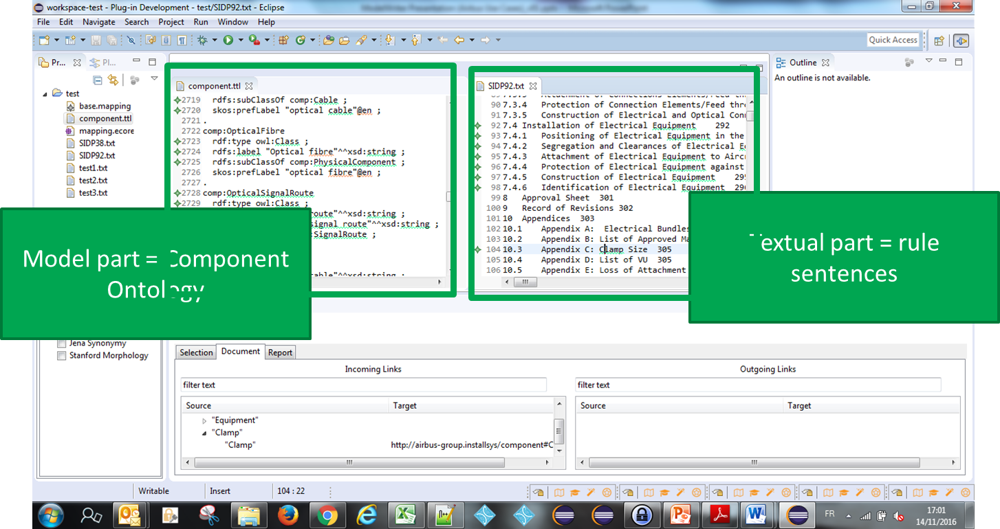 workspace-test - Plug-in Development - test/SIDP92.txt - Eclipse
File Edit Navigate Search Project Run Window Help
Quick Access
Pr... Pl...
test
base.mapping
component.ttl
mapping.ecore
SIDP38.txt
SIDP92.txt
test1.txt
test2.txt
test3.txt
component.ttl
2719 rdfs:subClassOf comp:Cable ;
2720 skos:prefLabel "optical cable"@en ;
2721 .
2722 comp:OpticalFibre
2723 rdf:type owl:Class ;
2724 rdfs:label "Optical fibre"^^xsd:string ;
2725 rdfs:subClassOf comp:PhysicalComponent ;
2726 skos:prefLabel "optical fibre"@en ;
2727 .
2728 comp:OpticalSignalRoute
2729 rdf:type owl:Class ;
route"^^xsd:string ;
signal route"^^xsd:string ;
SignalRoute ;
SIDP92.txt
90 7.3.4 Protection of Connection Elements/Feed thr
91 7.3.5 Construction of Electrical and Optical Con
92 7.4 Installation of Electrical Equipment 292
93 7.4.1 Positioning of Electrical Equipment in the
94 7.4.2 Segregation and Clearances of Electrical E
95 7.4.3 Attachment of Electrical Equipment to Airc
96 7.4.4 Protection of Electrical Equipment against
97 7.4.5 Construction of Electrical Equipment 29
98 7.4.6 Identification of Electrical Equipment 29
99 8 Approval Sheet 301
100 9 Record of Revisions 302
101 10 Appendices 303
102 10.1 Appendix A: Electrical Bundles
103 10.2 Appendix B: List of Approved Ma
104 10.3 Appendix C: Clamp Size 305
105 10.4 Appendix D: List of VU 305
106 10.5 Appendix E: Loss of Attachment
Outline
An outline is not available.
Model part = Component
Ontology
Textual part = rule
sentences
Jena Synonymy
Stanford Morphology
Selection Document Report
Incoming Links
filter text
Source Target
"Equipment"
"Clamp"
"Clamp" http://airbus-group.installsys/component#C
Outgoing Links
filter text
Source Target
Writable Insert 104 : 22
FR
17:01
14/11/2016